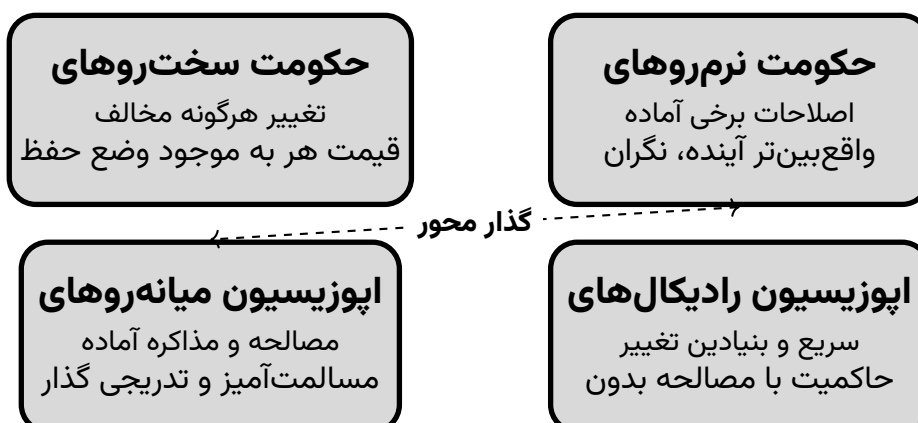 حکومت نرم‌روهای
اصلاحات برخی آماده
واقع‌بین‌تر آینده، نگران
حکومت سخت‌روهای
تغییر هرگونه مخالف
قیمت هر به موجود وضع حفظ
گذار محور
اپوزیسیون رادیکال‌های
سریع و بنیادین تغییر
حاکمیت با مصالحه بدون
اپوزیسیون میانه‌روهای
مصالحه و مذاکره آماده
مسالمت‌آمیز و تدریجی گذار